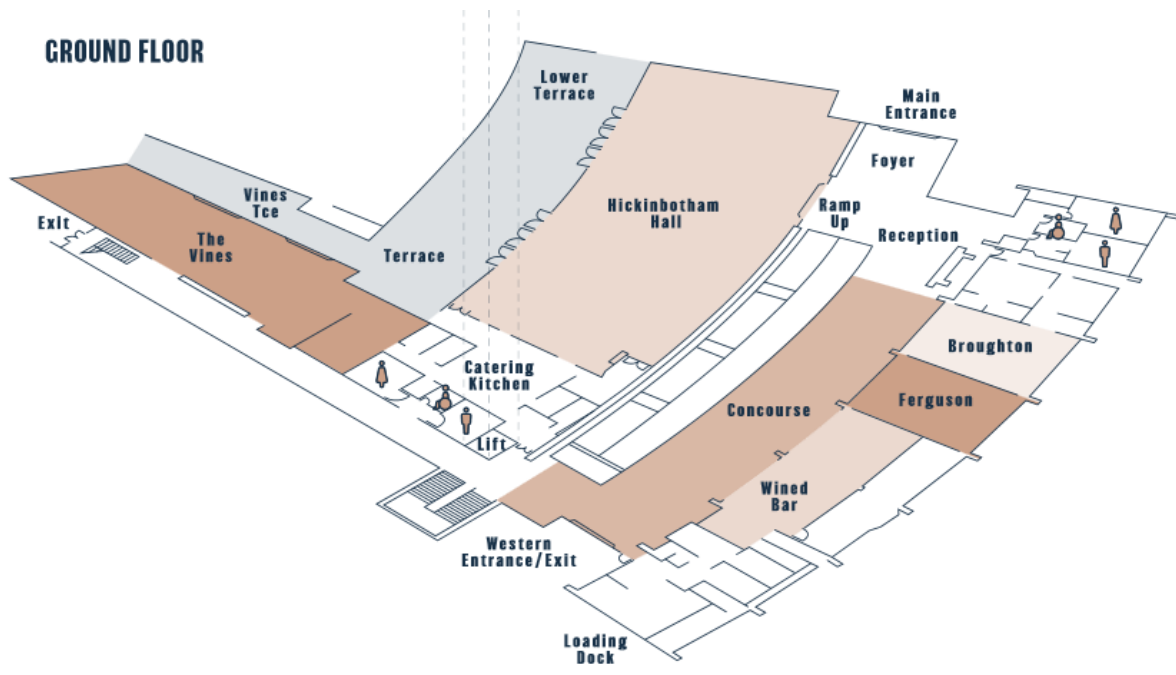 GROUND FLOOR
Lower
Terrace
Main
Entrance
Foyer
Vines
Tce
Hickinbotham
Hall
Ramp
Up
Exit
The
Vines
Terrace
Reception
Broughton
Catering
Kitchen
Ferguson
Concourse
Lift
Wined
Bar
Western
Entrance/Exit
Loading
Dock